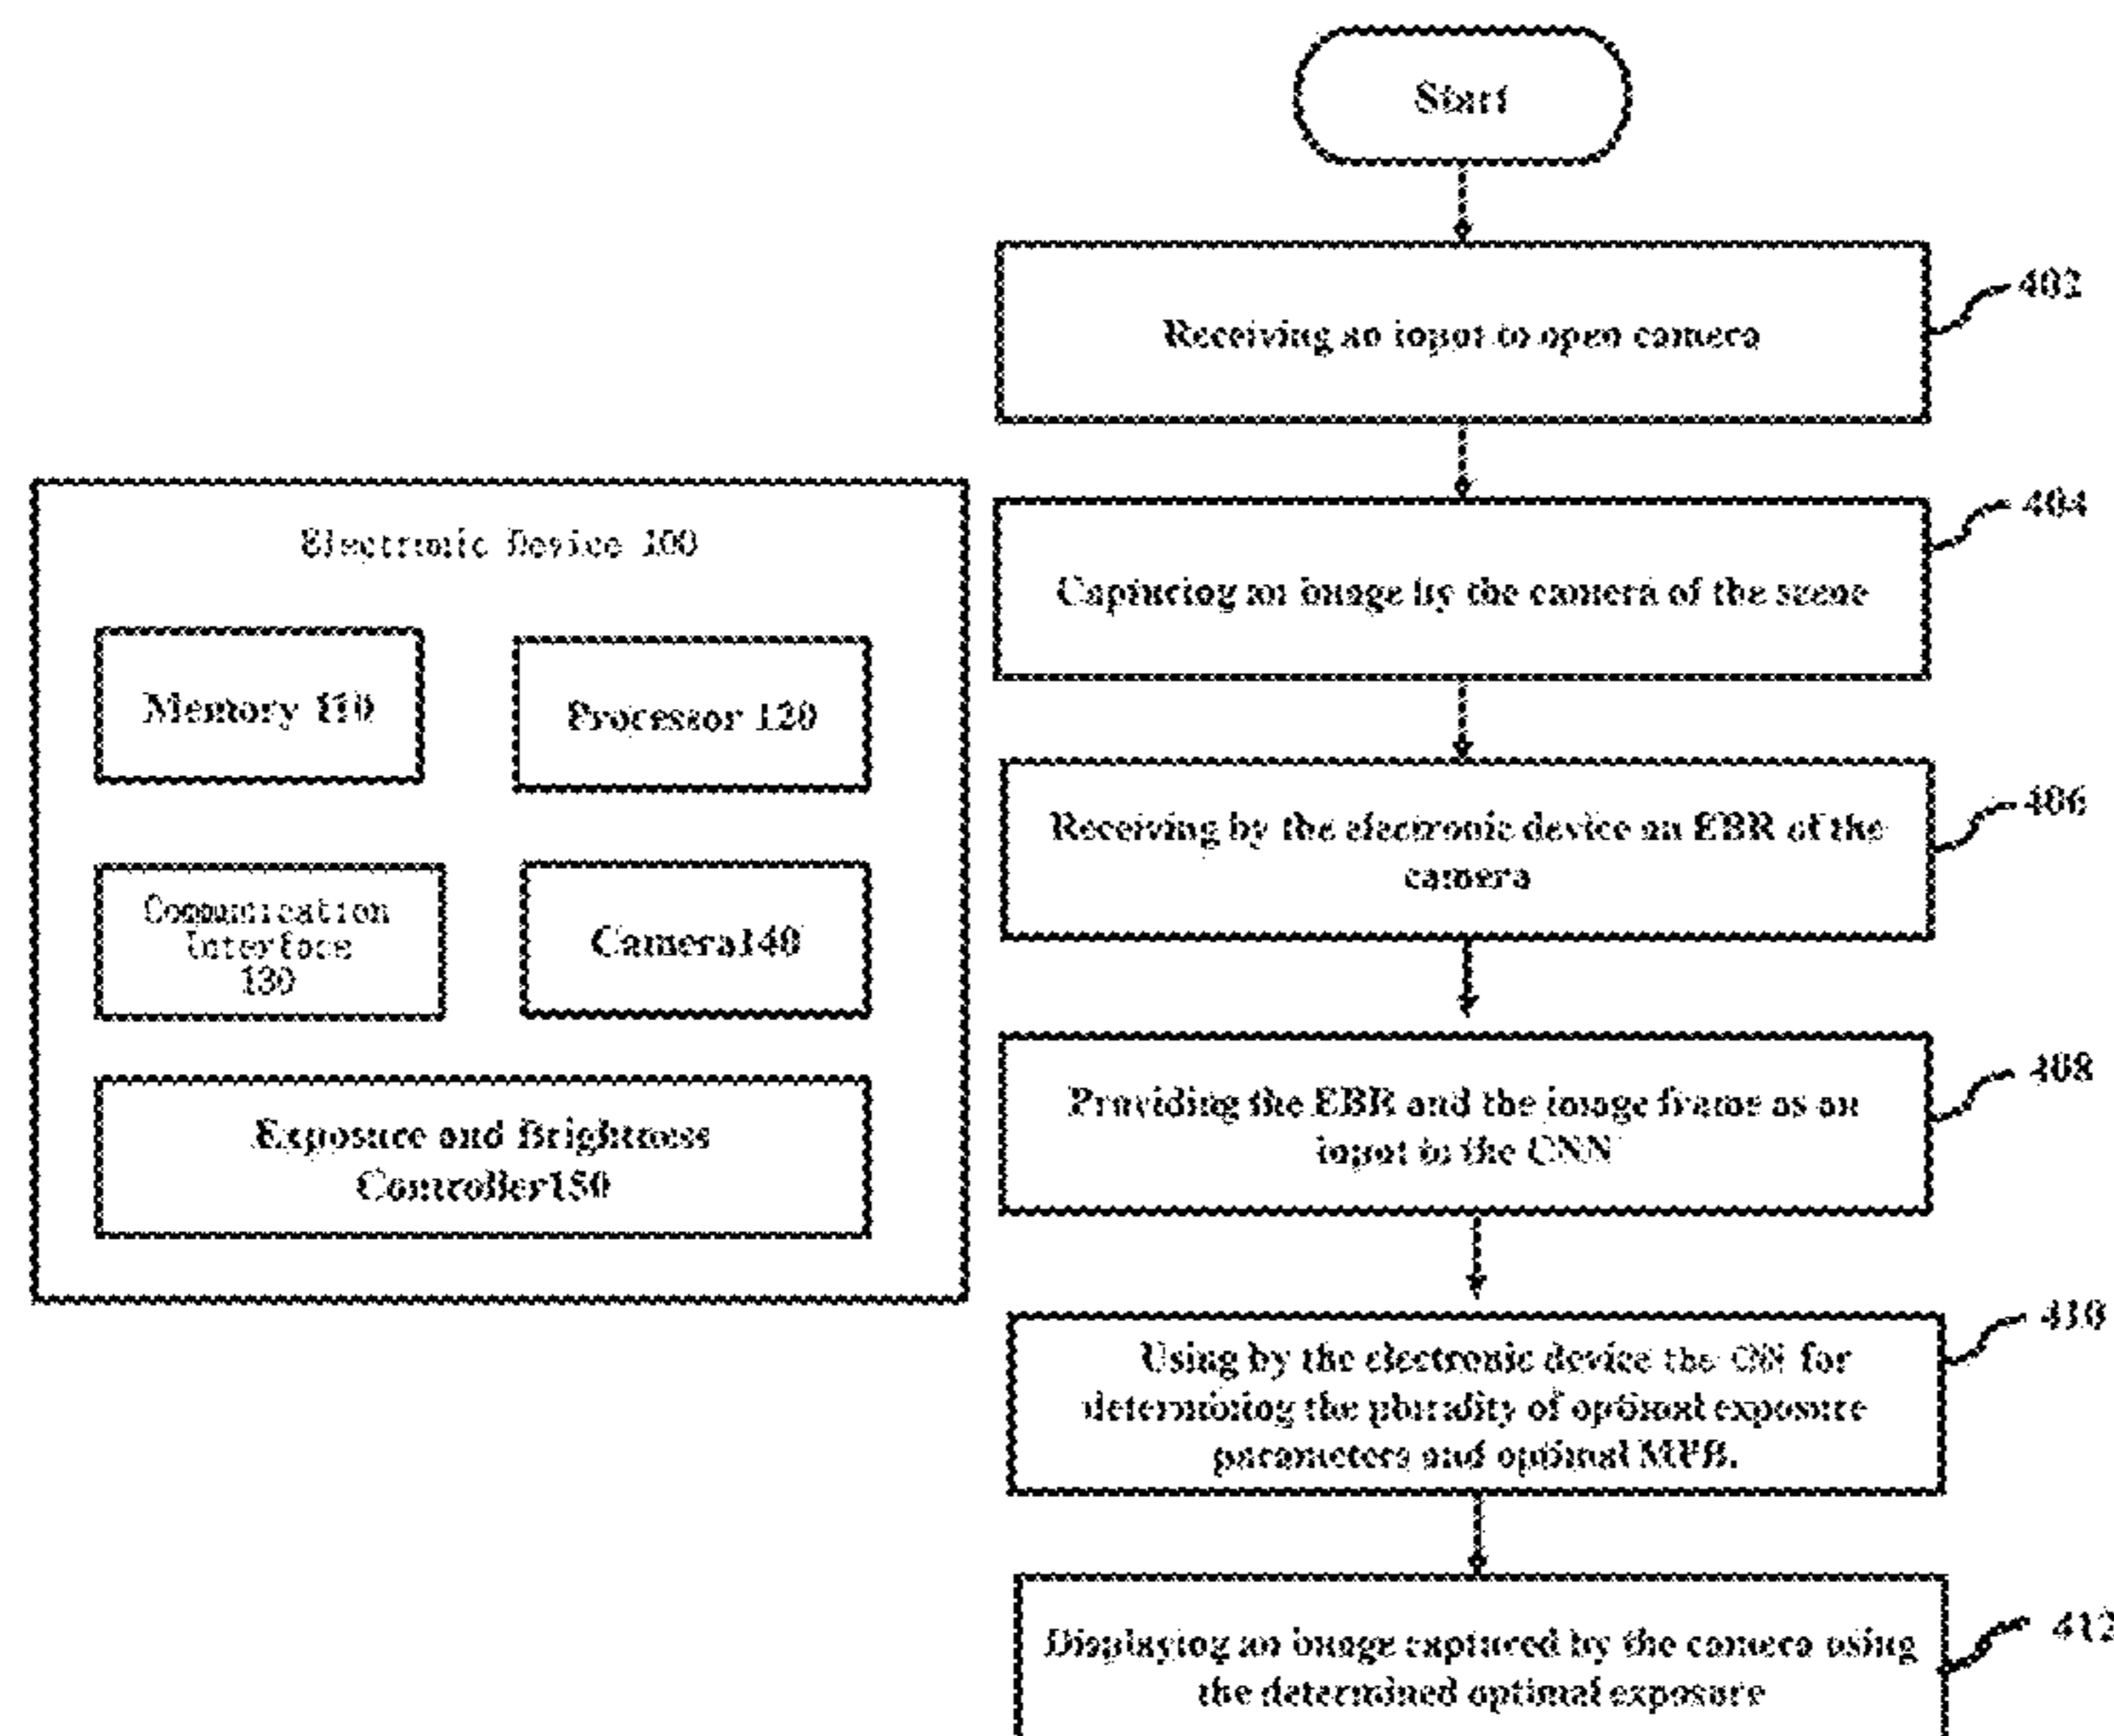 Start
Receiving an input to open camera
402
Capturing an image by the camera of the scene
404
Receiving by the electronic device an EBR of the
camera
406
Providing the EBR and the image frame as an
input to the CNN
408
Using by the electronic device the CNN for
determining the plurality of optimal exposure
parameters and optimal MPB.
410
Displaying an image captured by the camera using
the determined optimal exposure
412
Electronic Device 100
Memory 110
Processor 120
Communication
Interface
130
Camera140
Exposure and Brightness
Controller150